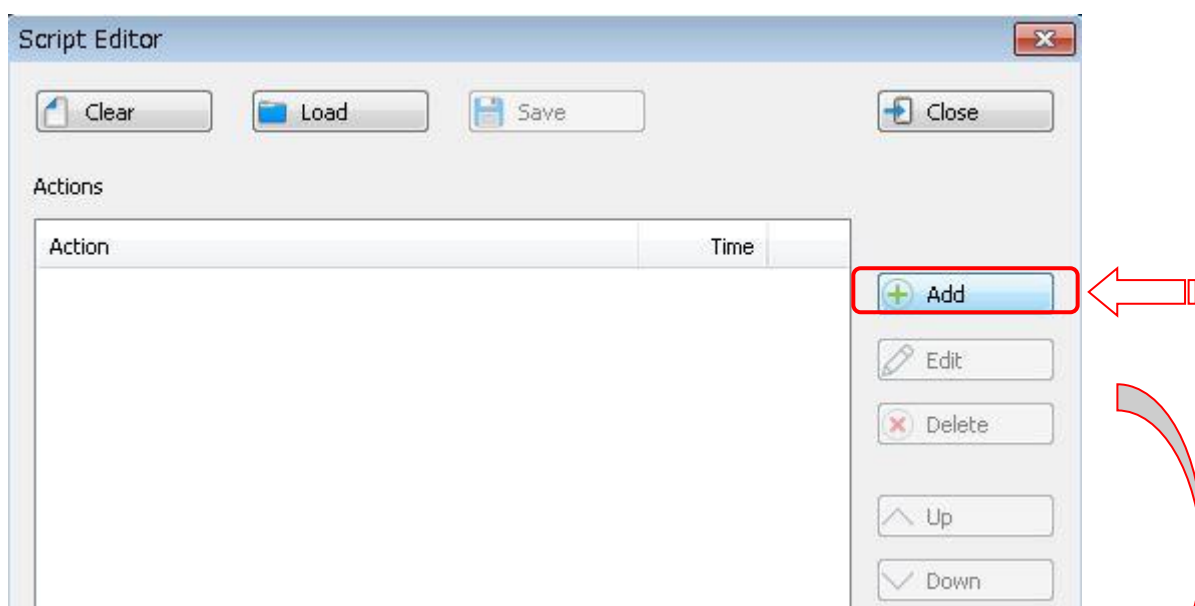 Script Editor
Clear Load Save Close
Actions
Action Time
Add
Edit
Delete
Up
Down